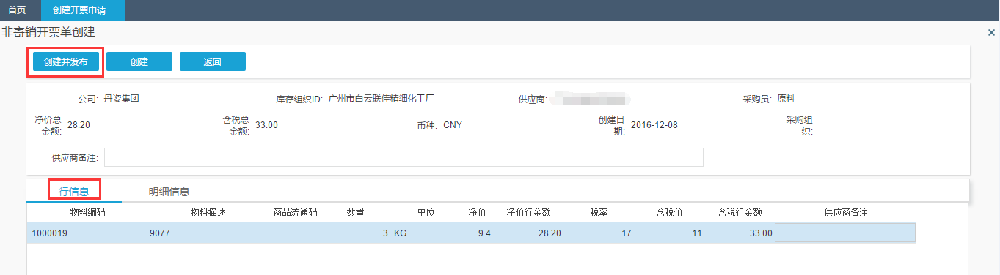 首页 创建开票申请
非寄销开票单创建
创建并发布 创建 返回
公司: 丹姿集团 库存组织ID: 广州市白云联佳精细化工厂 供应商: 采购员: 原料
净价总金额: 28.20 含税总金额: 33.00 币种: CNY 创建日期: 2016-12-08 采购组织:
供应商备注:
行信息 明细信息
物料编码 物料描述 商品流通码 数量 单位 净价 净价行金额 税率 含税价 含税行金额 供应商备注
1000019 9077 3 KG 9.4 28.20 17 11 33.00